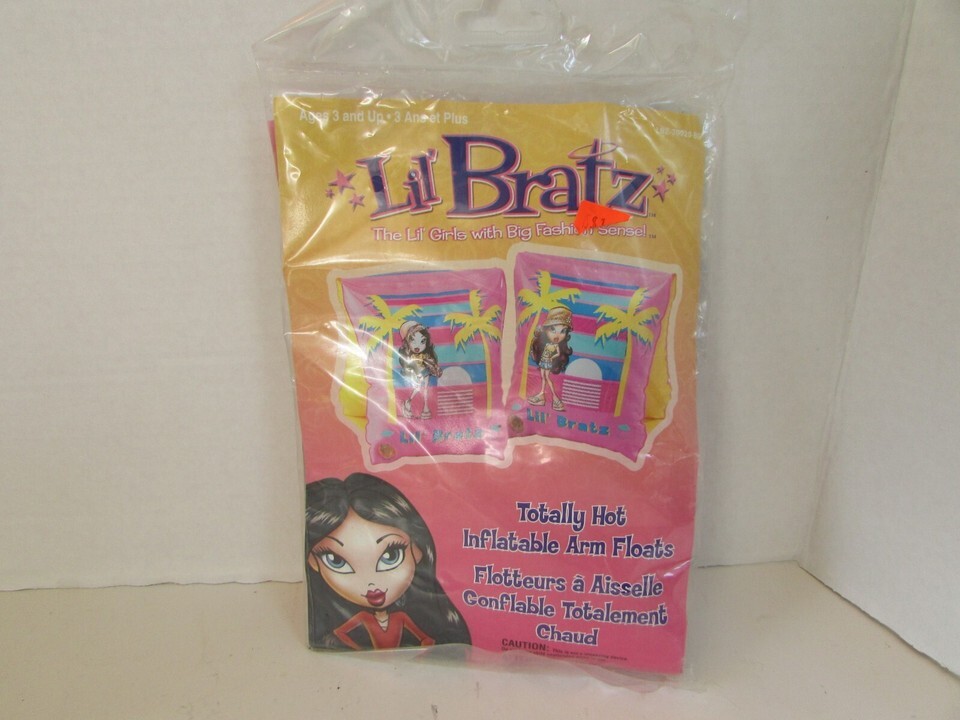 Ages 3 and Up • 3 Ans et Plus
Lil' Bratz
The Lil' Girls with Big Fashion Sense!
Lil' Bratz
Lil' Bratz
Totally Hot
Inflatable Arm Floats
Flotteurs à Aisselle
Gonflable Totalement
Chaud
CAUTION: